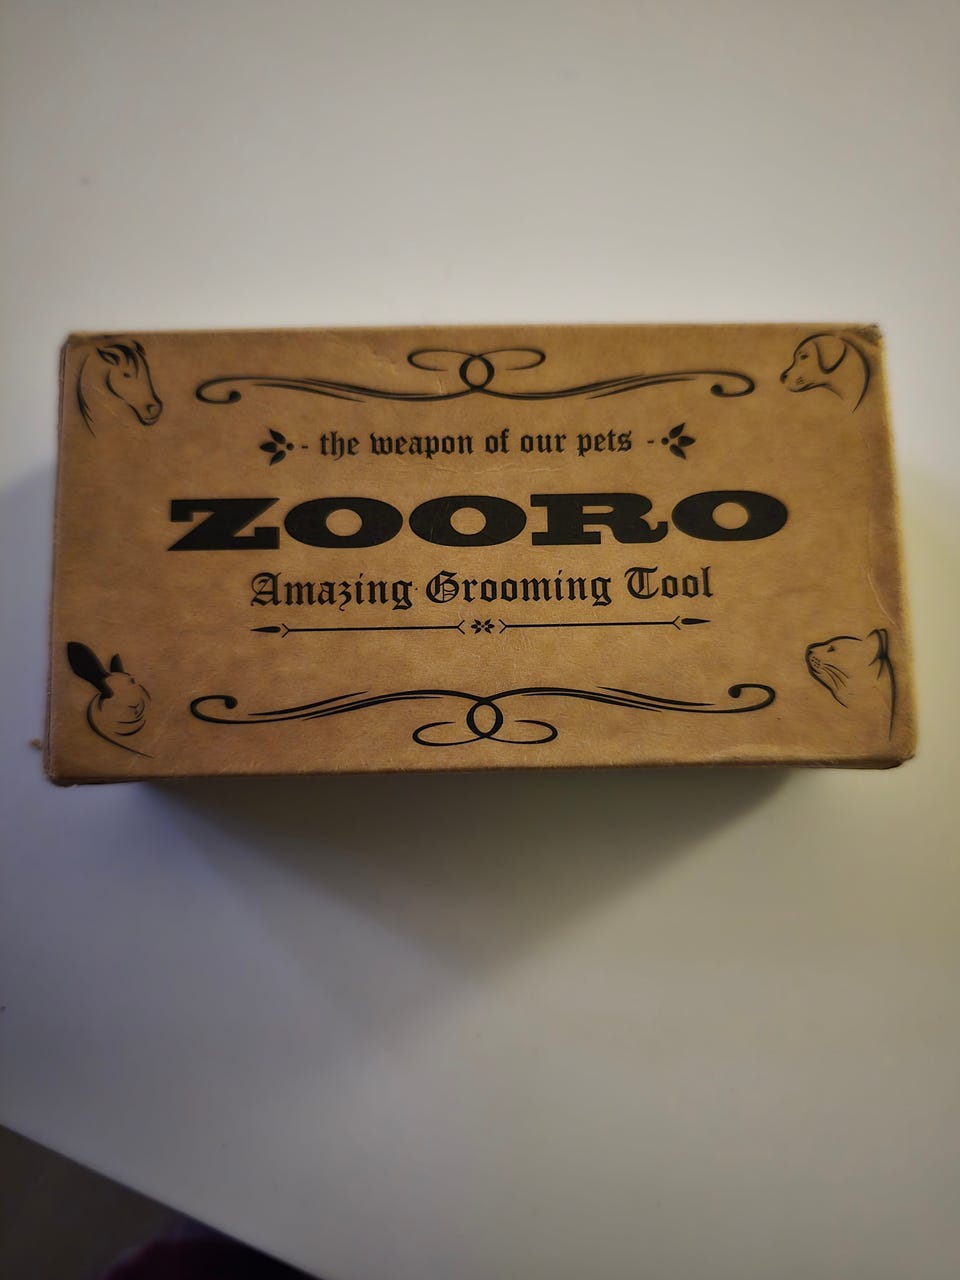 - the weapon of our pets -
ZOORO
Amazing Grooming Tool